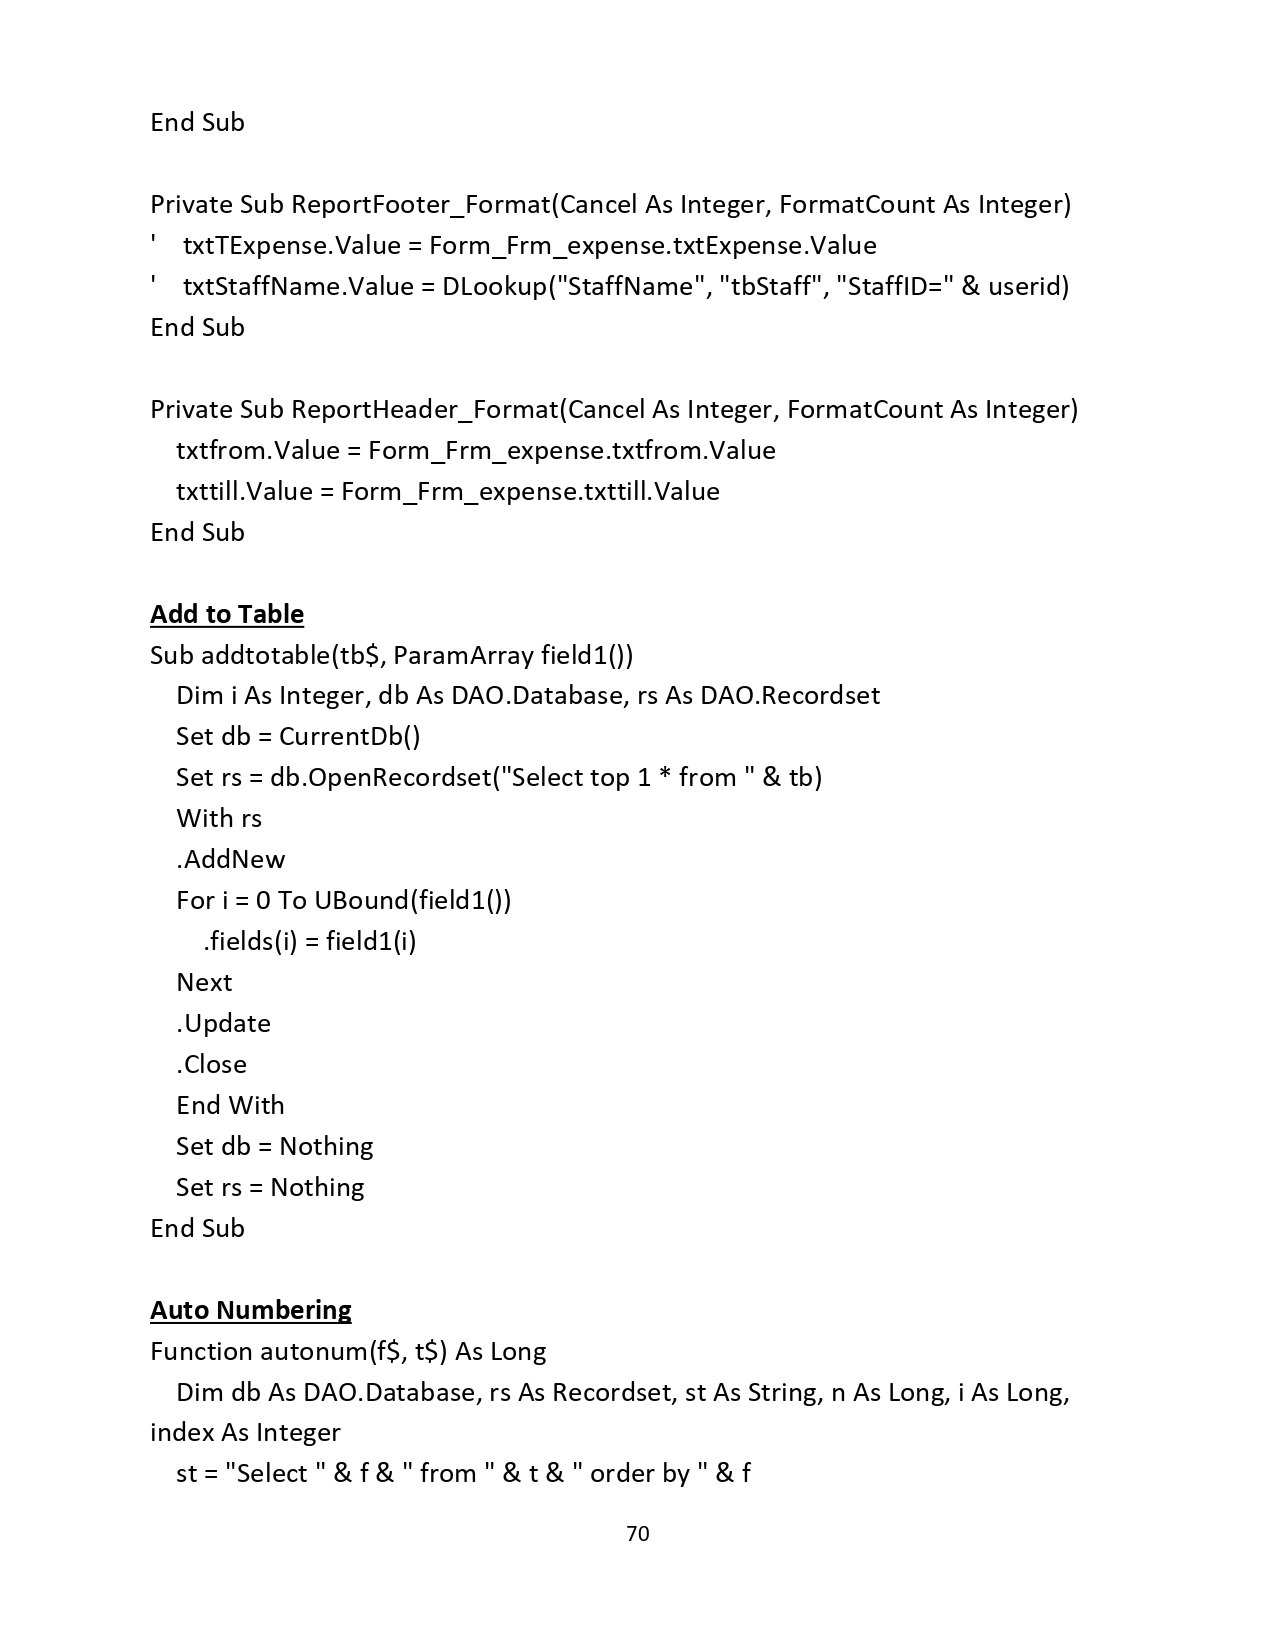 End Sub
Private Sub ReportFooter_Format(Cancel As Integer, FormatCount As Integer)
'    txtTExpense.Value = Form_Frm_expense.txtExpense.Value
'    txtStaffName.Value = DLookup("StaffName", "tbStaff", "StaffID=" & userid)
End Sub
Private Sub ReportHeader_Format(Cancel As Integer, FormatCount As Integer)
    txtfrom.Value = Form_Frm_expense.txtfrom.Value
    txttill.Value = Form_Frm_expense.txttill.Value
End Sub
Add to Table
Sub addtotable(tb$, ParamArray field1())
    Dim i As Integer, db As DAO.Database, rs As DAO.Recordset
    Set db = CurrentDb()
    Set rs = db.OpenRecordset("Select top 1 * from " & tb)
    With rs
    .AddNew
    For i = 0 To UBound(field1())
        .fields(i) = field1(i)
    Next
    .Update
    .Close
    End With
    Set db = Nothing
    Set rs = Nothing
End Sub
Auto Numbering
Function autonum(f$, t$) As Long
    Dim db As DAO.Database, rs As Recordset, st As String, n As Long, i As Long,
index As Integer
    st = "Select " & f & " from " & t & " order by " & f
70